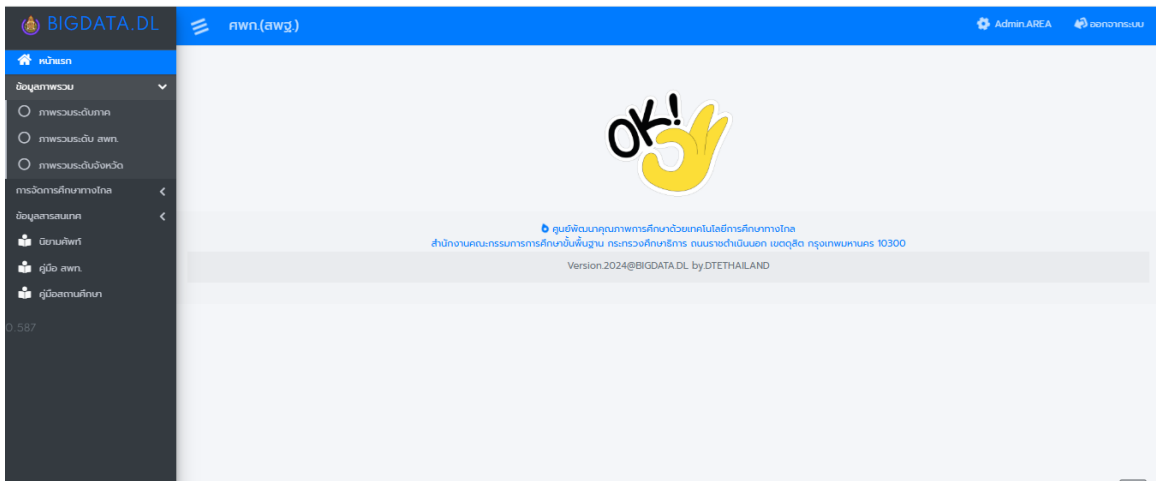 BIGDATA.DL
ศพก.(สพฐ.)
Admin.AREA
ออกจากระบบ
หน้าแรก
ข้อมูลภาพรวม
ภาพรวมระดับภาค
ภาพรวมระดับ สพท.
ภาพรวมระดับจังหวัด
การจัดการศึกษาทางไกล
ข้อมูลสารสนเทศ
นิยามศัพท์
คู่มือ สพท.
คู่มือสถานศึกษา
0.587
OK!
ศูนย์พัฒนาคุณภาพการศึกษาด้วยเทคโนโลยีการศึกษาทางไกล
สำนักงานคณะกรรมการการศึกษาขั้นพื้นฐาน กระทรวงศึกษาธิการ ถนนราชดำเนินนอก เขตดุสิต กรุงเทพมหานคร 10300
Version.2024@BIGDATA.DL by.DTETHAILAND